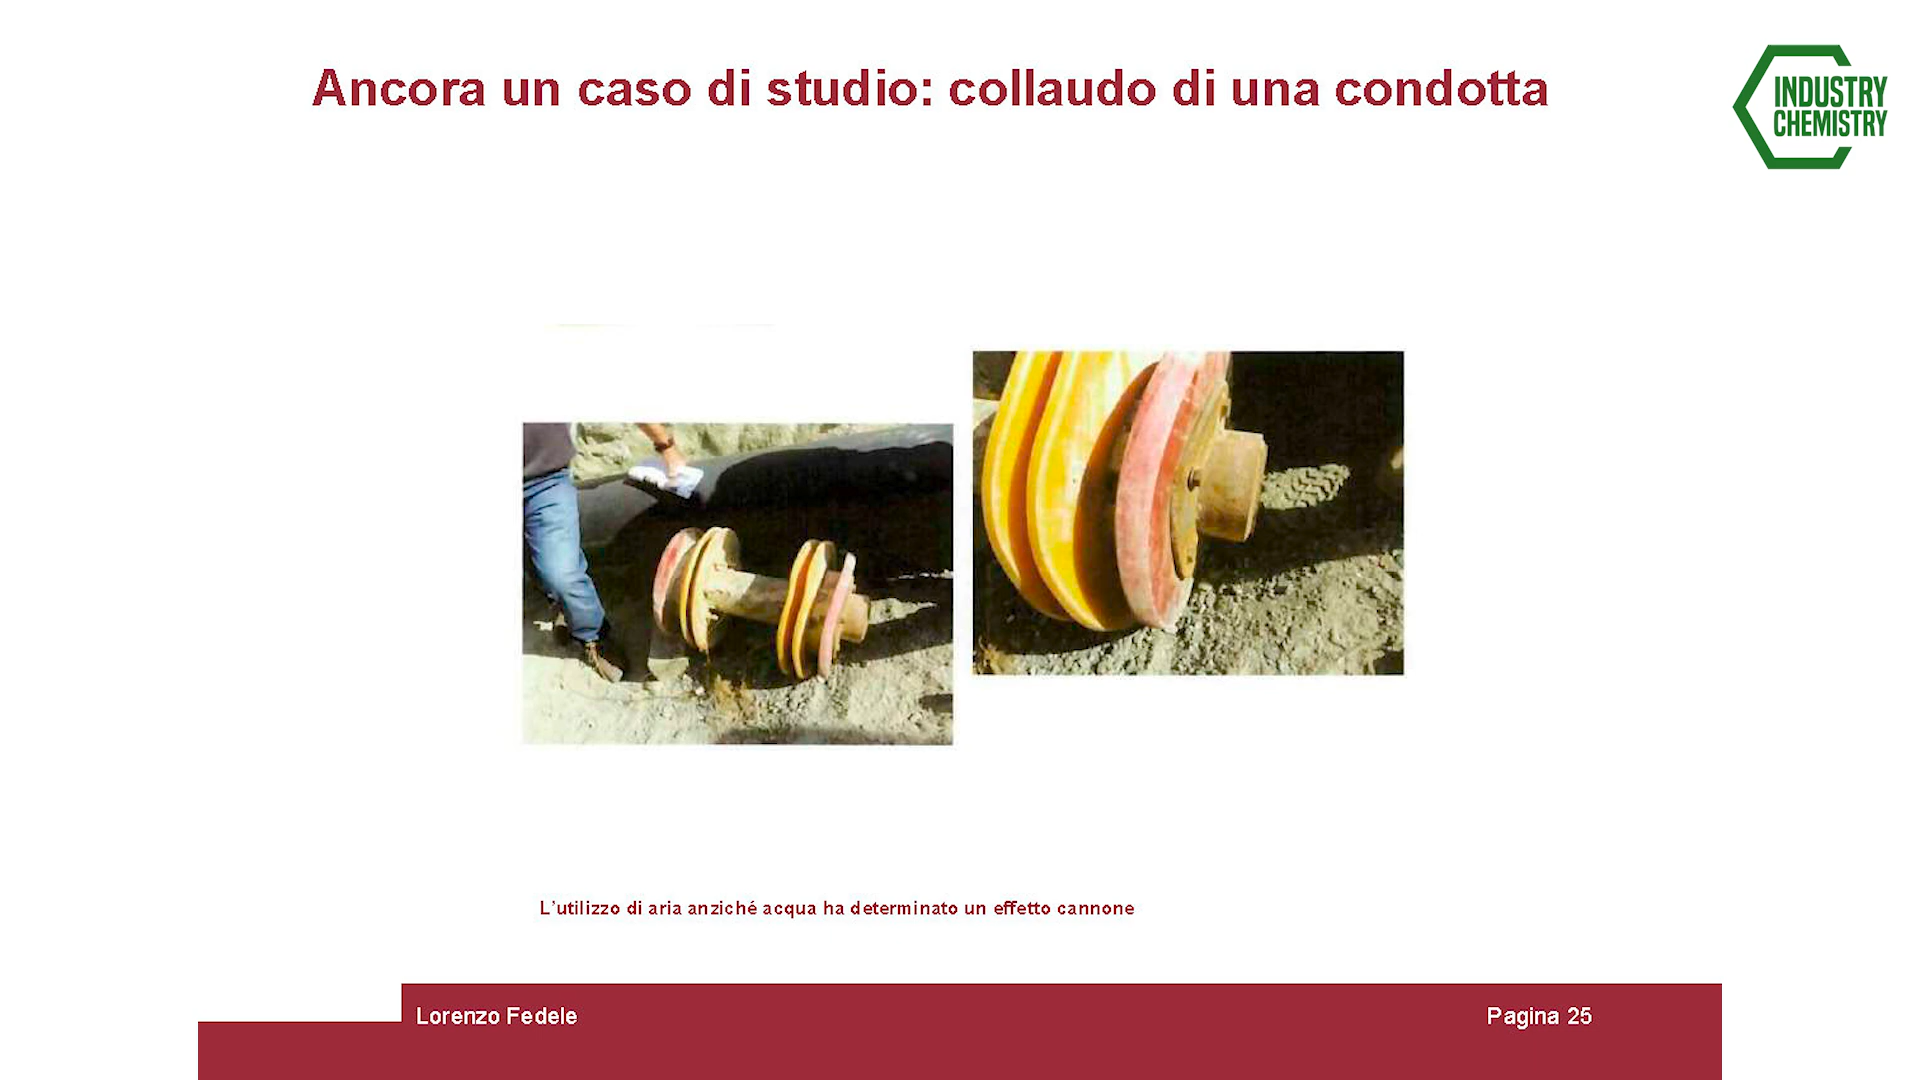 Ancora un caso di studio: collaudo di una condotta
INDUSTRY
CHEMISTRY
L’utilizzo di aria anziché acqua ha determinato un effetto cannone
Lorenzo Fedele
Pagina 25